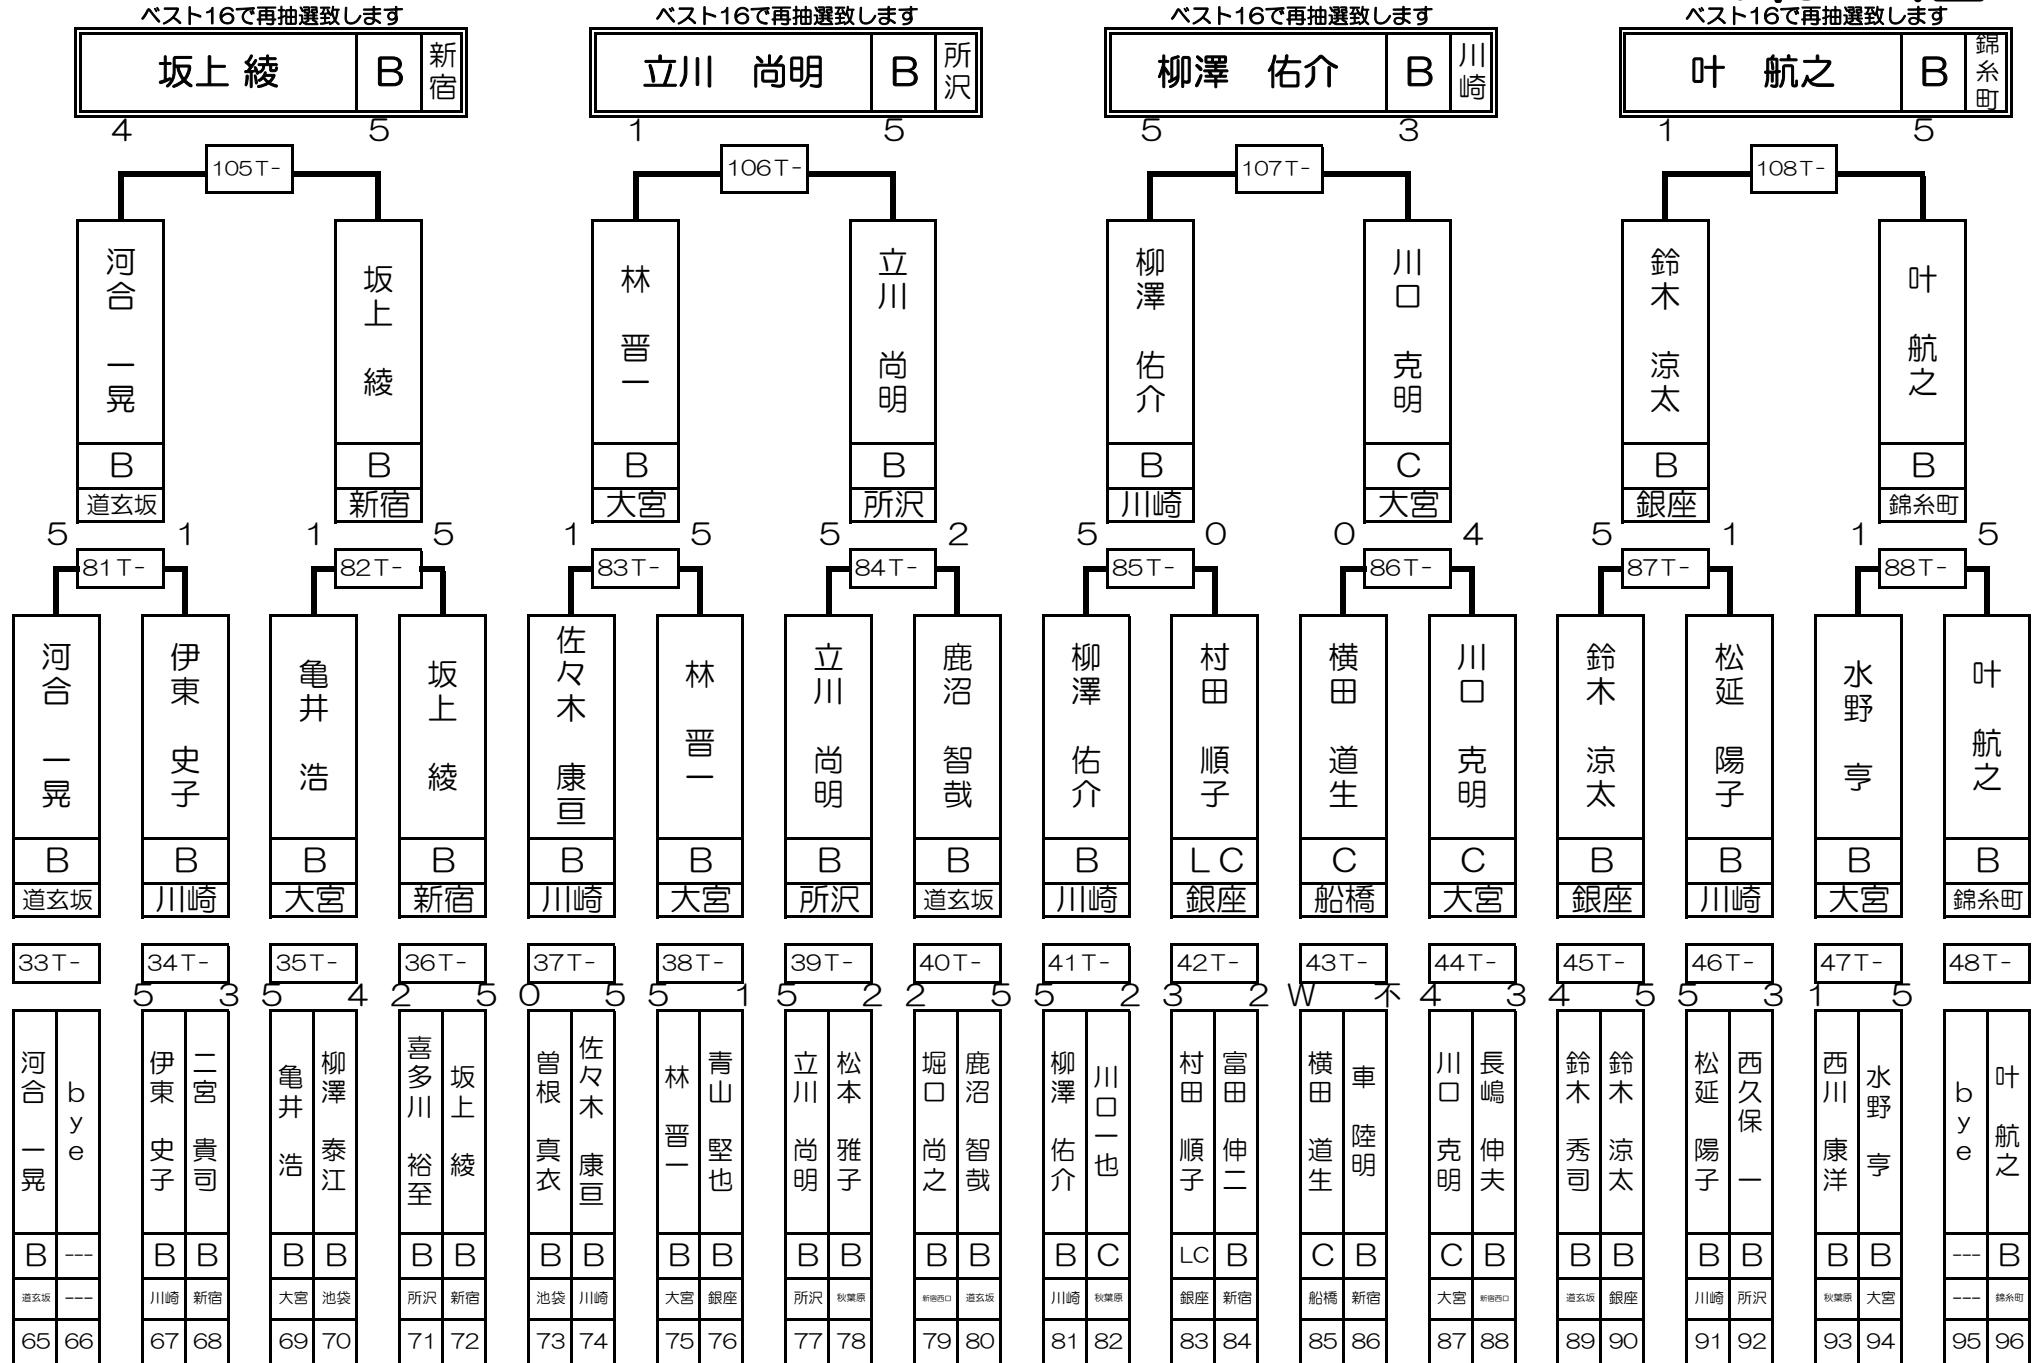 ベスト16で再抽選致します ベスト16で再抽選致します ベスト16で再抽選致します ベスト16で再抽選致します
坂上 綾 B 新宿 立川 尚明 B 所沢 柳澤 佑介 B 川崎 叶 航之 B 錦糸町
4 5 1 5 5 3 1 5
105T- 106T- 107T- 108T-
河合 一晃 坂上 綾 林 晋一 立川 尚明 柳澤 佑介 川口 克明 鈴木 涼太 叶 航之
B B B B B C B B
道玄坂 新宿 大宮 所沢 川崎 大宮 銀座 錦糸町
5 1 1 5 1 5 5 2 5 0 0 4 5 1 1 5
81T- 82T- 83T- 84T- 85T- 86T- 87T- 88T-
河合 一晃 伊東 史子 亀井 浩 坂上 綾 佐々木 康亘 林 晋一 立川 尚明 鹿沼 智哉 柳澤 佑介 村田 順子 横田 道生 川口 克明 鈴木 涼太 松延 陽子 水野 亨 叶 航之
B B B B B B B B B LC C C B B B B
道玄坂 川崎 大宮 新宿 川崎 大宮 所沢 道玄坂 川崎 銀座 船橋 大宮 銀座 川崎 大宮 錦糸町
33T- 34T- 35T- 36T- 37T- 38T- 39T- 40T- 41T- 42T- 43T- 44T- 45T- 46T- 47T- 48T-
5 3 5 4 2 5 0 5 5 1 5 2 2 5 5 2 3 2 W 不 4 3 4 5 5 3 1 5
河合 一晃 bye 伊東 史子 二宮 貴司 亀井 浩 柳澤 泰江 喜多川 裕至 坂上 綾 曽根 真衣 佐々木 康亘 林 晋一 青山 堅也 立川 尚明 松本 雅子 堀口 尚之 鹿沼 智哉 柳澤 佑介 川口一也 村田 順子 富田 伸二 横田 道生 車 陸明 川口 克明 長嶋 伸夫 鈴木 秀司 鈴木 涼太 松延 陽子 西久保 一 西川 康洋 水野 亨 bye 叶 航之
B --- B B B B B B B B B B B B B B B C LC B C B C B B B B B B B --- B
道玄坂 --- 川崎 新宿 大宮 池袋 所沢 新宿 池袋 川崎 大宮 銀座 所沢 秋葉原 新宿西口 道玄坂 川崎 秋葉原 銀座 新宿 船橋 新宿 大宮 新宿西口 道玄坂 銀座 川崎 所沢 秋葉原 大宮 --- 錦糸町
65 66 67 68 69 70 71 72 73 74 75 76 77 78 79 80 81 82 83 84 85 86 87 88 89 90 91 92 93 94 95 96